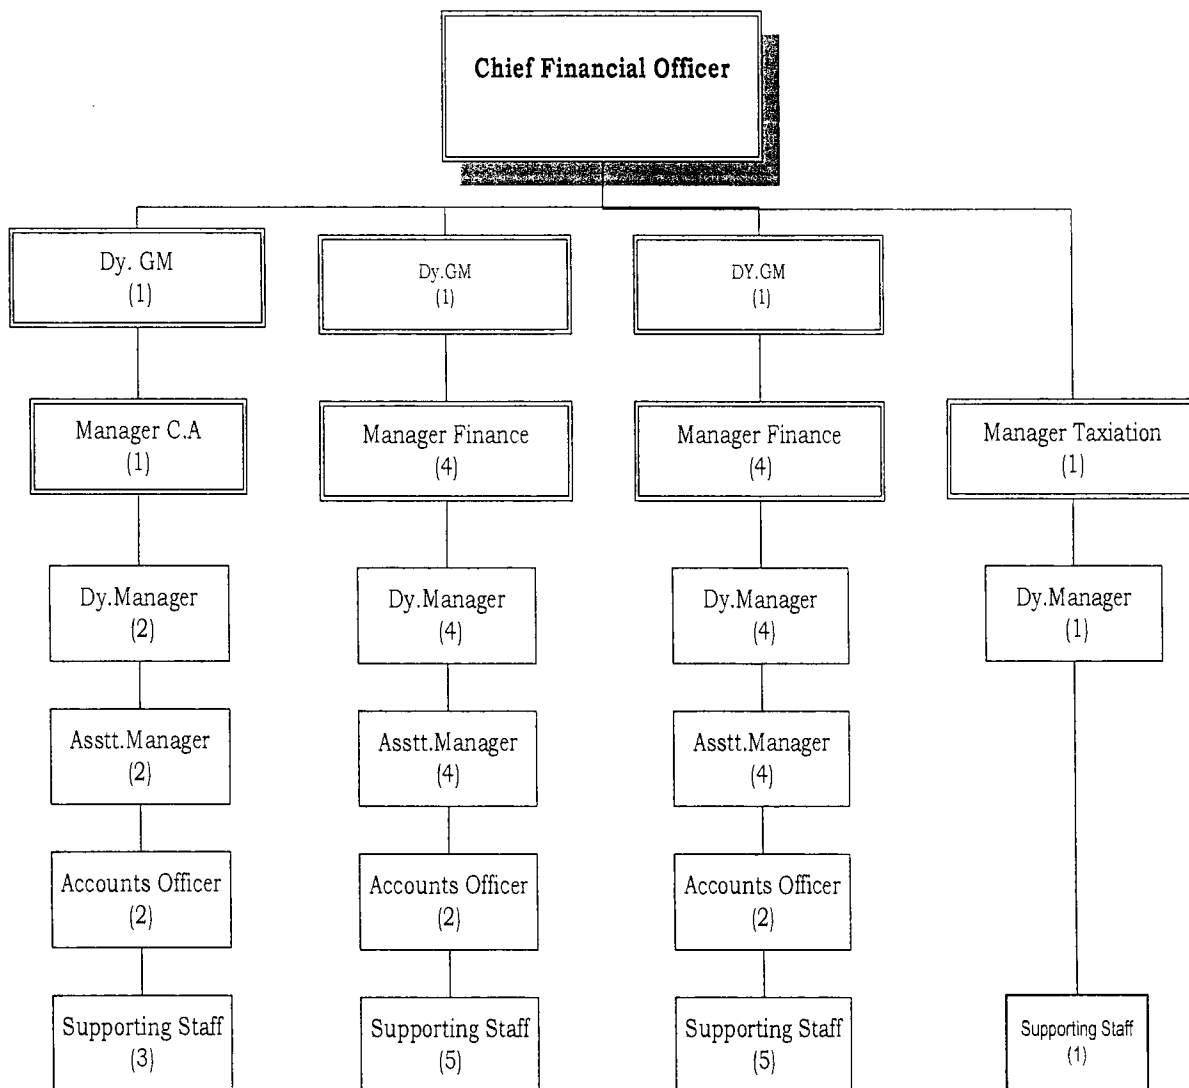 Chief Financial Officer
Dy. GM
(1)
Dy.GM
(1)
DY.GM
(1)
Manager C.A
(1)
Manager Finance
(4)
Manager Finance
(4)
Manager Taxiation
(1)
Dy.Manager
(2)
Dy.Manager
(4)
Dy.Manager
(4)
Dy.Manager
(1)
Asstt.Manager
(2)
Asstt.Manager
(4)
Asstt.Manager
(4)
Accounts Officer
(2)
Accounts Officer
(2)
Accounts Officer
(2)
Supporting Staff
(3)
Supporting Staff
(5)
Supporting Staff
(5)
Supporting Staff
(1)